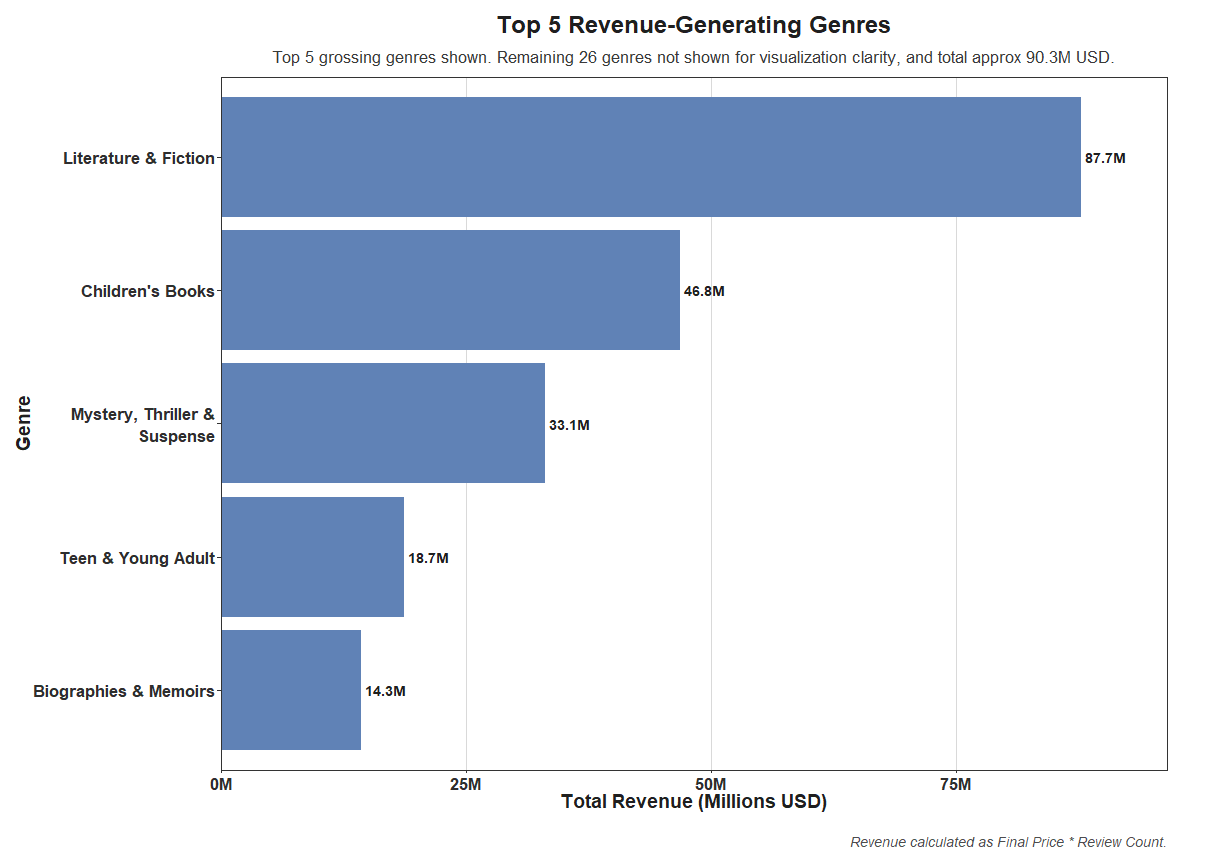 Top 5 Revenue-Generating Genres
Top 5 grossing genres shown. Remaining 26 genres not shown for visualization clarity, and total approx 90.3M USD.
Genre
Literature & Fiction
87.7M
Children's Books
46.8M
Mystery, Thriller &
Suspense
33.1M
Teen & Young Adult
18.7M
Biographies & Memoirs
14.3M
0M
25M
50M
75M
Total Revenue (Millions USD)
Revenue calculated as Final Price * Review Count.